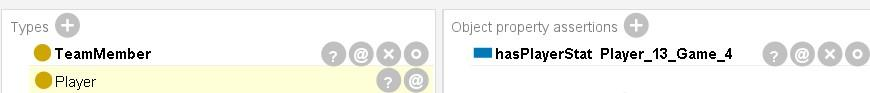 Types
TeamMember
Player
Object property assertions
hasPlayerStat Player_13_Game_4